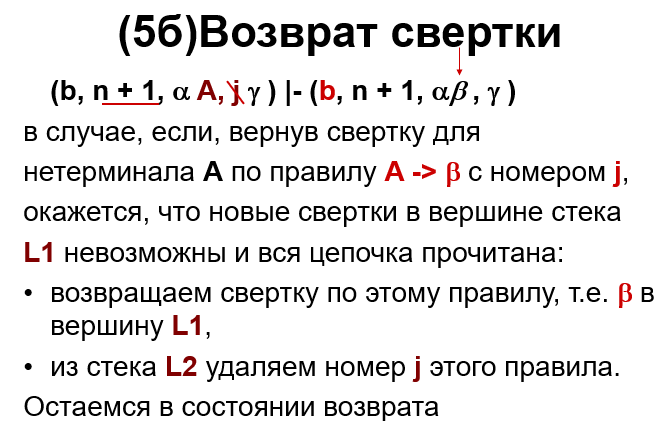 (5б)Возврат свертки
(b, n + 1, α A, j γ ) |- (b, n + 1, αβ , γ )
в случае, если, вернув свертку для
нетерминала A по правилу A -> β с номером j,
окажется, что новые свертки в вершине стека
L1 невозможны и вся цепочка прочитана:
• возвращаем свертку по этому правилу, т.е. β в
вершину L1,
• из стека L2 удаляем номер j этого правила.
Остаемся в состоянии возврата